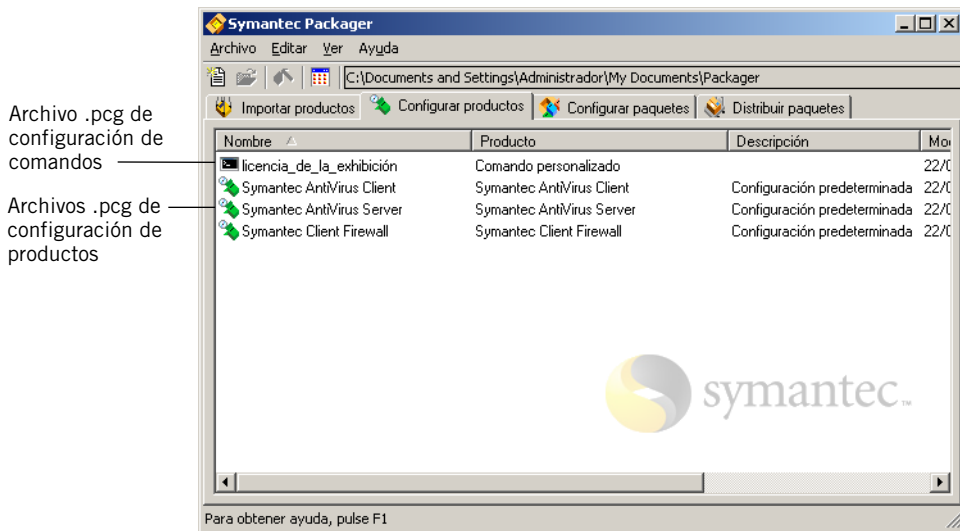 Symantec Packager
Archivo Editar Ver Ayuda
C:\Documents and Settings\Administrador\My Documents\Packager
Importar productos Configurar productos Configurar paquetes Distribuir paquetes
Nombre Producto Descripción
licencia_de_la_exhibición Comando personalizado
Symantec AntiVirus Client Symantec AntiVirus Client Configuración predeterminada
Symantec AntiVirus Server Symantec AntiVirus Server Configuración predeterminada
Symantec Client Firewall Symantec Client Firewall Configuración predeterminada
symantec™
Para obtener ayuda, pulse F1
Archivo .pcg de
configuración de
comandos
Archivos .pcg de
configuración de
productos